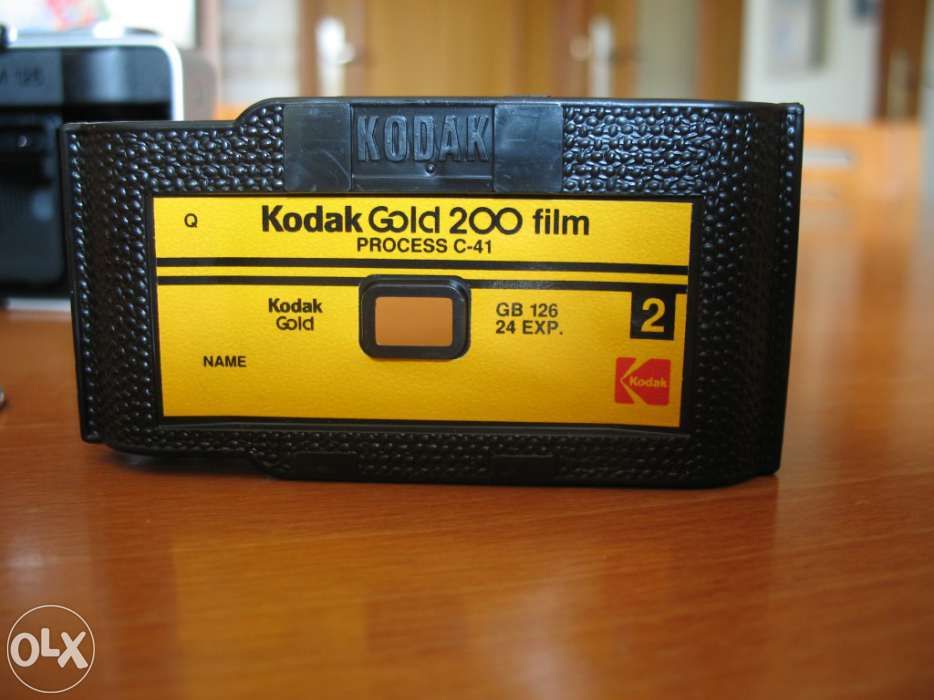 KODAK
Q
Kodak Gold 200 film
PROCESS C-41
Kodak
Gold
GB 126
24 EXP.
2
NAME
Kodak
OLX